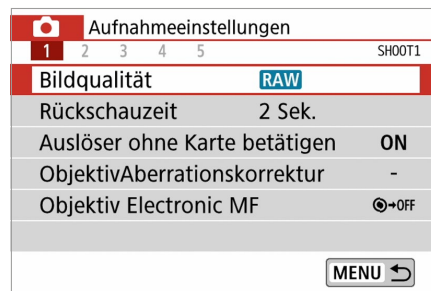 Aufnahmeeinstellungen
1 2 3 4 5 SHOOT1
Bildqualität RAW
Rückschauzeit 2 Sek.
Auslöser ohne Karte betätigen ON
ObjektivAberrationskorrektur -
Objektiv Electronic MF →OFF
MENU